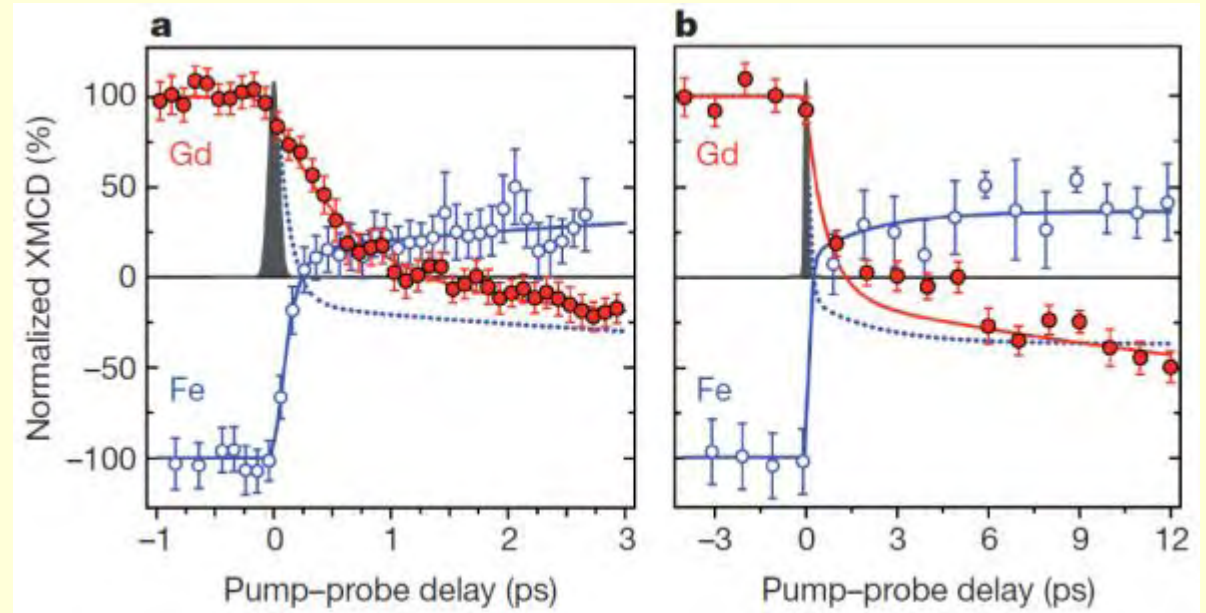 a
b
Normalized XMCD (%)
100
50
0
−50
−100
Gd
Fe
Gd
Fe
−1
0
1
2
3
−3
0
3
6
9
12
Pump–probe delay (ps)
Pump–probe delay (ps)